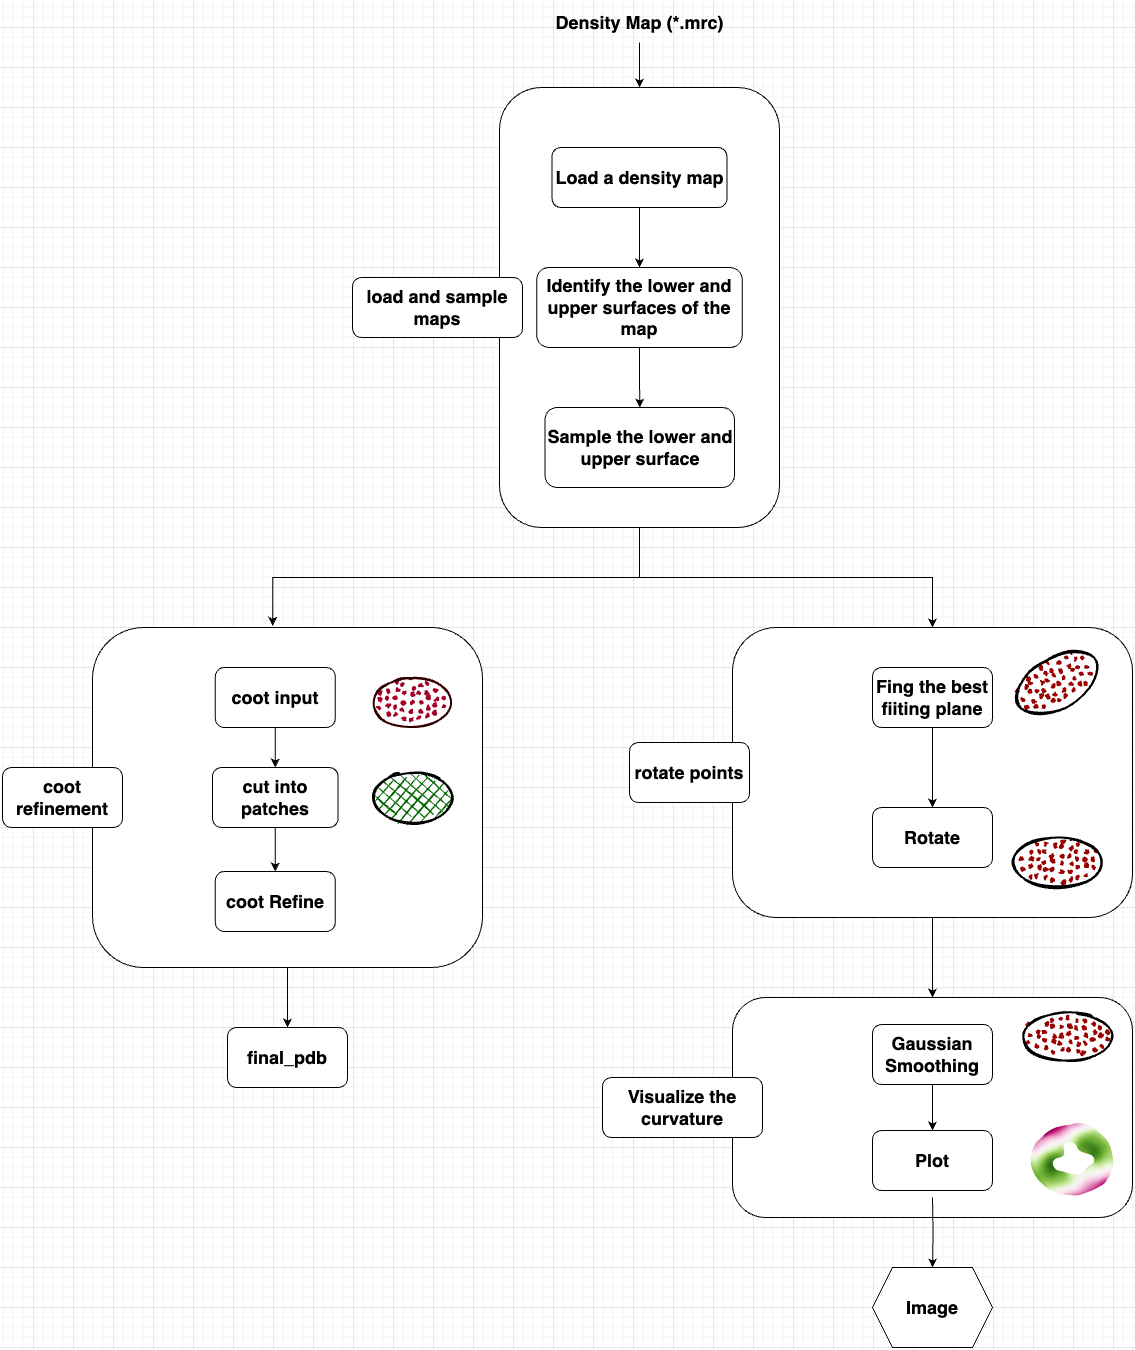 Density Map (*.mrc)
Load a density map
load and sample
maps
Identify the lower and
upper surfaces of the
map
Sample the lower and
upper surface
coot
refinement
coot input
cut into
patches
coot Refine
final_pdb
rotate points
Fing the best
fiiting plane
Rotate
Visualize the
curvature
Gaussian
Smoothing
Plot
Image